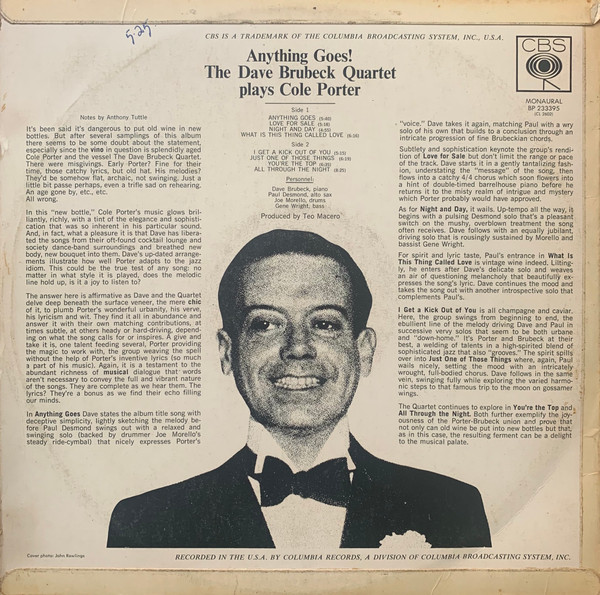 5.25
CBS IS A TRADEMARK OF THE COLUMBIA BROADCASTING SYSTEM, INC., U.S.A.
CBS
MONAURAL
BP 233395
Anything Goes!
The Dave Brubeck Quartet
plays Cole Porter
Side 1
ANYTHING GOES (5:40)
LOVE FOR SALE (5:18)
NIGHT AND DAY (4:55)
WHAT IS THIS THING CALLED LOVE (6:16)
Side 2
I GET A KICK OUT OF YOU (5:15)
JUST ONE OF THOSE THINGS (6:15)
YOU'RE THE TOP (6:25)
ALL THROUGH THE NIGHT (5:25)
Personnel:
Dave Brubeck, piano
Paul Desmond, alto sax
Joe Morello, drums
Gene Wright, bass
Produced by Teo Macero
Notes by Anthony Tuttle
It's been said it's dangerous to put old wine in new
bottles. But after several samplings of this album
there seems to be some doubt about the statement,
especially since the vine in question is splendidly aged
Cole Porter and the vessel The Dave Brubeck Quartet.
There were misgivings. Early Porter? Fine for their
time, those catchy lyrics, but old hat. His melodies?
They'd be somehow flat, archaic, not swinging. Just a
little bit passe perhaps, even a trifle sad on rehearing.
An age gone by, etc., etc.
All wrong.
In this "new bottle," Cole Porter's music glows bril-
liantly, richly, with a tint of the elegance and sophisti-
cation that was so inherent in his particular sound.
And, in fact, what a pleasure it is that Dave has libera-
ted the songs from their oft-found cocktail lounge and
society dance-band surroundings and breathed new
body, new bouquet into them. Dave's up-dated arrange-
ments illustrate how well Porter adapts to the jazz
idiom. This could be the true test of any song: no
matter in what style it is played, does the melodic
line hold up, is it a joy to listen to?
The answer here is affirmative as Dave and the Quartet
delve deep beneath the surface veneer, the mere chic
of it, to plumb Porter's wonderful urbanity, his verve,
his lyricism and wit. They find it all in abundance and
answer it with their own matching contributions, at
times subtle, at others heady or hard-driving, depend-
ing on what the song calls for or inspires. A give and
take it is, one talent feeding several, Porter providing
the magic to work with, the group weaving the spell
without the help of Porter's inventive lyrics (so much
a part of his music). Again, it is a testament to the
abundant richness of musical dialogue that words
aren't necessary to convey the full and vibrant nature
of the songs. They are complete as we hear them. The
lyrics? They're a bonus as we find their echo filling
our minds.
In Anything Goes Dave states the album title song with
deceptive simplicity, lightly sketching the melody be-
fore Paul Desmond swings out with a relaxed and
swinging solo (backed by drummer Joe Morello's
steady ride-cymbal) that nicely expresses Porter's
"voice." Dave takes it again, matching Paul with a wry
solo of his own that builds to a conclusion through an
intricate progression of fine Brubeckian chords.
Subtlely and sophistication keynote the group's rendi-
tion of Love for Sale but don't limit the range or pace
of the track. Dave starts it in a gently tantalizing fash-
ion, understating the "message" of the song, then
flows into a catchy 4/4 chorus which soon flowers into
a hint of double-timed barrelhouse piano before he
returns it to the misty realm of intrigue and mystery
which Porter probably would have approved.
As for Night and Day, it wails. Up-tempo all the way, it
begins with a pulsing Desmond solo that's a pleasant
switch on the mushy, overblown treatment the song
often receives. Dave follows with an equally jubilant,
driving solo that is rousingly sustained by Morello and
bassist Gene Wright.
For spirit and lyric taste, Paul's entrance in What Is
This Thing Called Love is vintage wine indeed. Lilting-
ly, he enters after Dave's delicate solo and weaves
an air of questioning melancholy that beautifully ex-
presses the song's lyric. Dave continues the mood and
takes the song out with another introspective solo that
complements Paul's.
I Get a Kick Out of You is all champagne and caviar.
Here, the group swings from beginning to end, the
ebullient line of the melody driving Dave and Paul in
successive vervy solos that seem to be both urbane
and "down-home." It's Porter and Brubeck at their
best, a welding of talents in a high-spirited blend of
sophisticated jazz that also "grooves." The spirit spills
over into Just One of Those Things where, again, Paul
wails nicely, setting the mood with an intricately
wrought, full-bodied chorus. Dave follows in the same
vein, swinging fully while exploring the varied harmo-
nic steps to that famous trip to the moon on gossamer
wings.
The Quartet continues to explore in You're the Top and
All Through the Night. Both further exemplify the joy-
ousness of the Porter-Brubeck union and prove that
not only can old wine be put into new bottles but that,
as in this case, the resulting ferment can be a delight
to the musical palate.
Cover photo: John Rawlings
RECORDED IN THE U.S.A. BY COLUMBIA RECORDS, A DIVISION OF COLUMBIA BROADCASTING SYSTEM, INC.